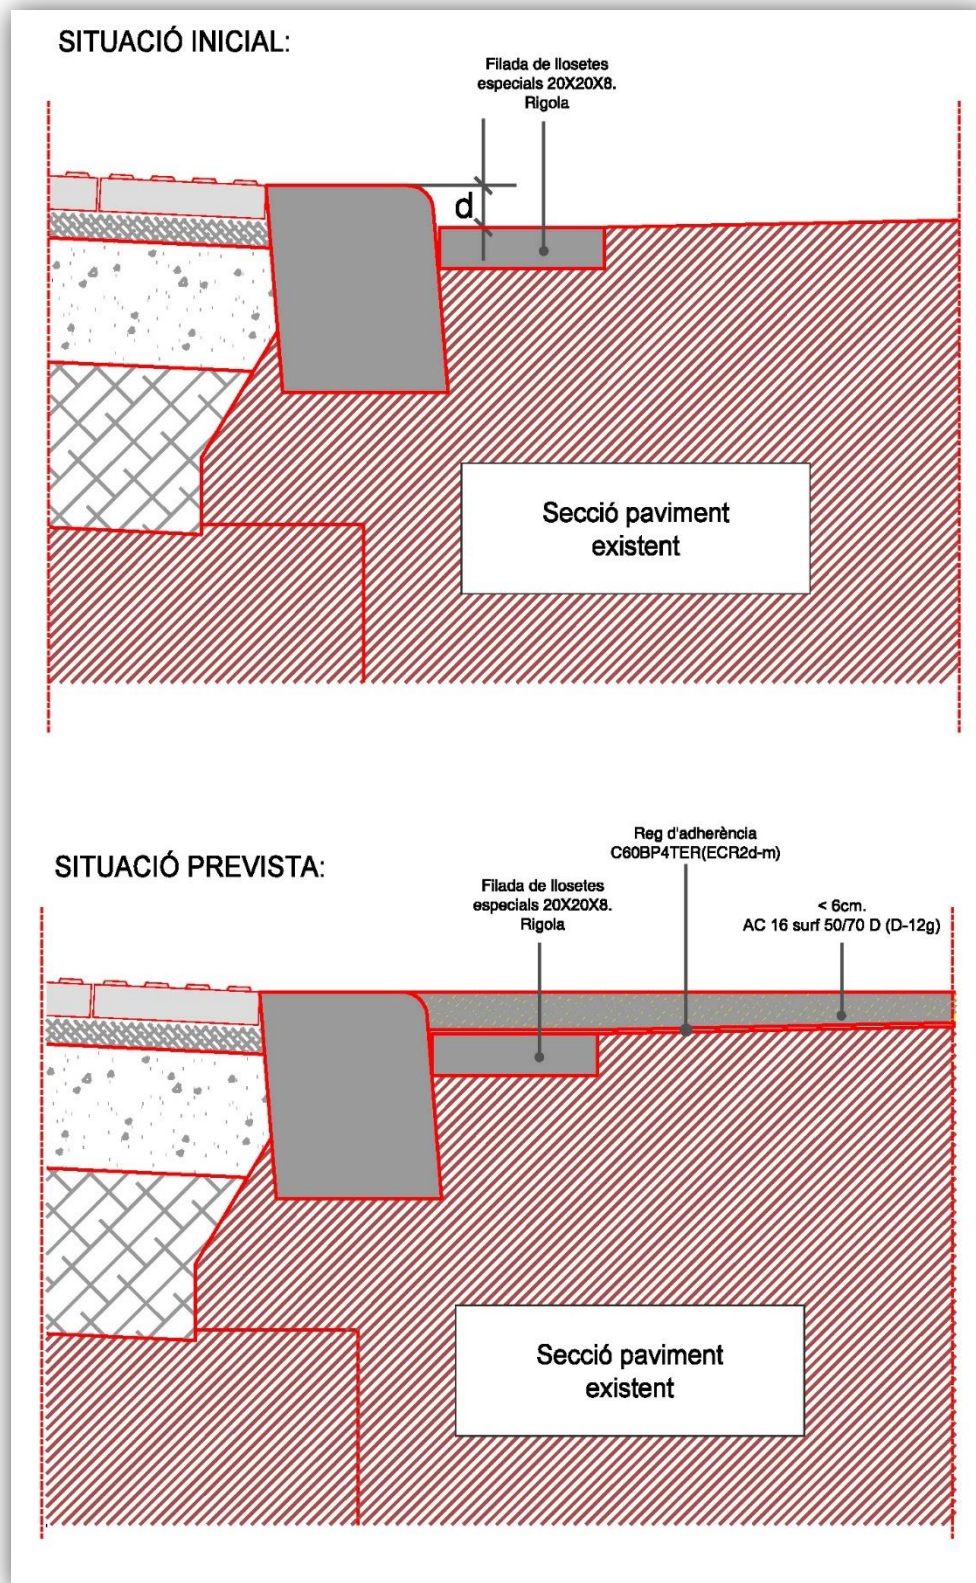 SITUACIÓ INICIAL:
Filada de llosetes
especials 20X20X8.
Rigola
d
Secció paviment
existent
SITUACIÓ PREVISTA:
Reg d'adherència
C60BP4TER(ECR2d-m)
Filada de llosetes
especials 20X20X8.
Rigola
< 6cm.
AC 16 surf 50/70 D (D-12g)
Secció paviment
existent